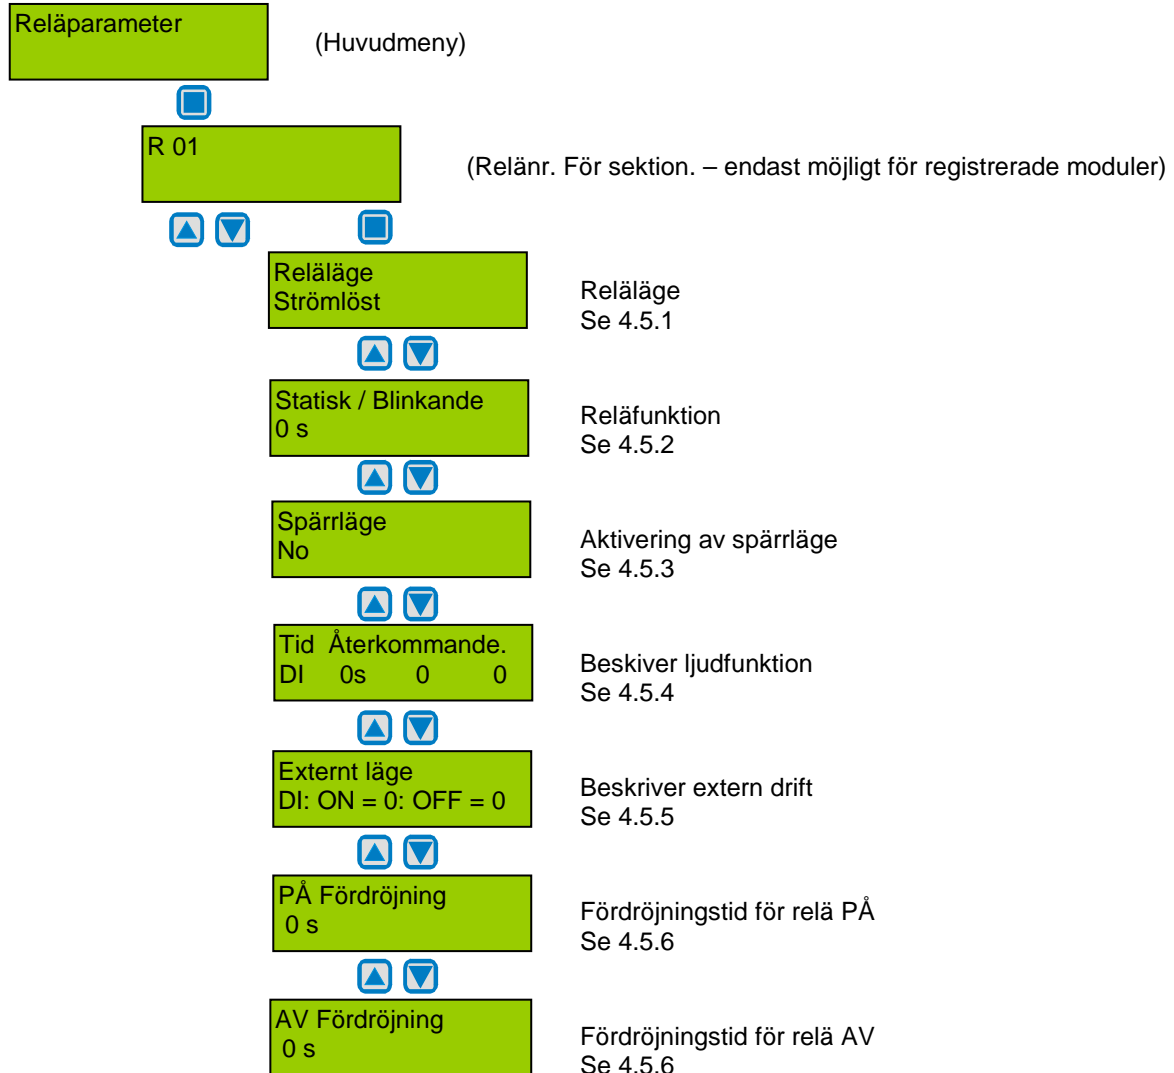 Reläparameter
(Huvudmeny)
R 01
(Relänr. För sektion. – endast möjligt för registrerade moduler)
Reläläge
Strömlöst
Reläläge
Se 4.5.1
Statisk / Blinkande
0 s
Reläfunktion
Se 4.5.2
Spärrläge
No
Aktivering av spärrläge
Se 4.5.3
Tid Återkommande.
DI 0s 0 0
Beskiver ljudfunktion
Se 4.5.4
Externt läge
DI: ON = 0: OFF = 0
Beskriver extern drift
Se 4.5.5
PÅ Fördröjning
0 s
Fördröjningstid för relä PÅ
Se 4.5.6
AV Fördröjning
0 s
Fördröjningstid för relä AV
Se 4.5.6